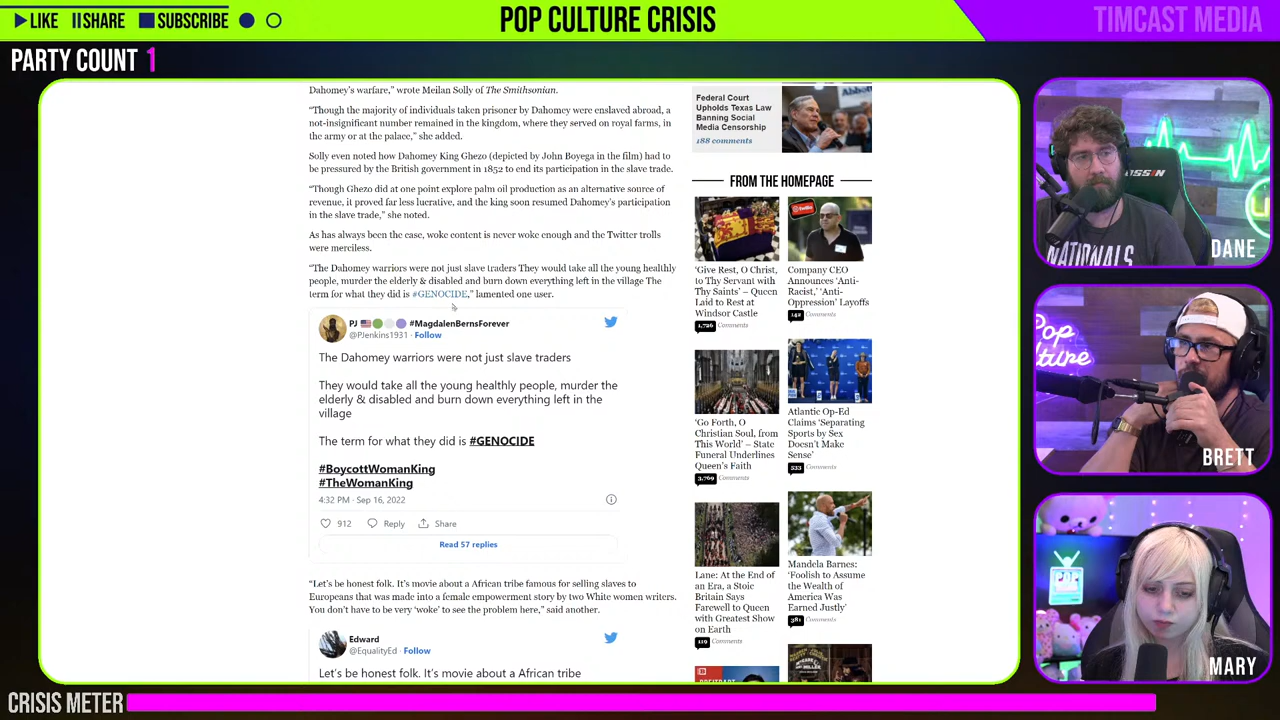 LIKE SHARE SUBSCRIBE
POP CULTURE CRISIS
TIMCAST MEDIA
PARTY COUNT 1
Dahomey's warfare," wrote Meilan Solly of The Smithsonian.
"Though the majority of individuals taken prisoner by Dahomey were enslaved abroad, a
not-insignificant number remained in the kingdom, where they served on royal farms, in
the army or at the palace," she added.
Solly even noted how Dahomey King Ghezo (depicted by John Boyega in the film) had to
be pressured by the British government in 1852 to end its participation in the slave trade.
"Though Ghezo did at one point explore palm oil production as an alternative source of
revenue, it proved far less lucrative, and the king soon resumed Dahomey's participation
in the slave trade," she noted.
As has always been the case, woke content is never woke enough and the Twitter trolls
were merciless.
"The Dahomey warriors were not just slave traders They would take all the young healthly
people, murder the elderly & disabled and burn down everything left in the village The
term for what they did is #GENOCIDE," lamented one user.
PJ #MagdalenBernsForever
@PJenkins1931 · Follow
The Dahomey warriors were not just slave traders
They would take all the young healthly people, murder the
elderly & disabled and burn down everything left in the
village
The term for what they did is #GENOCIDE
#BoycottWomanKing
#TheWomanKing
4:32 PM · Sep 16, 2022
912 Reply Share
Read 57 replies
"Let's be honest folk. It's movie about a African tribe famous for selling slaves to
Europeans that was made into a female empowerment story by two White women writers.
You don't have to be very 'woke' to see the problem here," said another.
Edward
@EqualityEd · Follow
Let's be honest folk. It's movie about a African tribe
Federal Court
Upholds Texas Law
Banning Social
Media Censorship
188 comments
FROM THE HOMEPAGE
'Give Rest, O Christ,
to Thy Servant with
Thy Saints' – Queen
Laid to Rest at
Windsor Castle
1,726 Comments
Company CEO
Announces 'Anti-
Racist,' 'Anti-
Oppression' Layoffs
142 Comments
'Go Forth, O
Christian Soul, from
This World' – State
Funeral Underlines
Queen's Faith
3,769 Comments
Atlantic Op-Ed
Claims 'Separating
Sports by Sex
Doesn't Make
Sense'
533 Comments
Lane: At the End of
an Era, a Stoic
Britain Says
Farewell to Queen
with Greatest Show
on Earth
119 Comments
Mandela Barnes:
'Foolish to Assume
the Wealth of
America Was
Earned Justly'
381 Comments
NATIONALS
DANE
Pop
BRETT
MARY
CRISIS METER